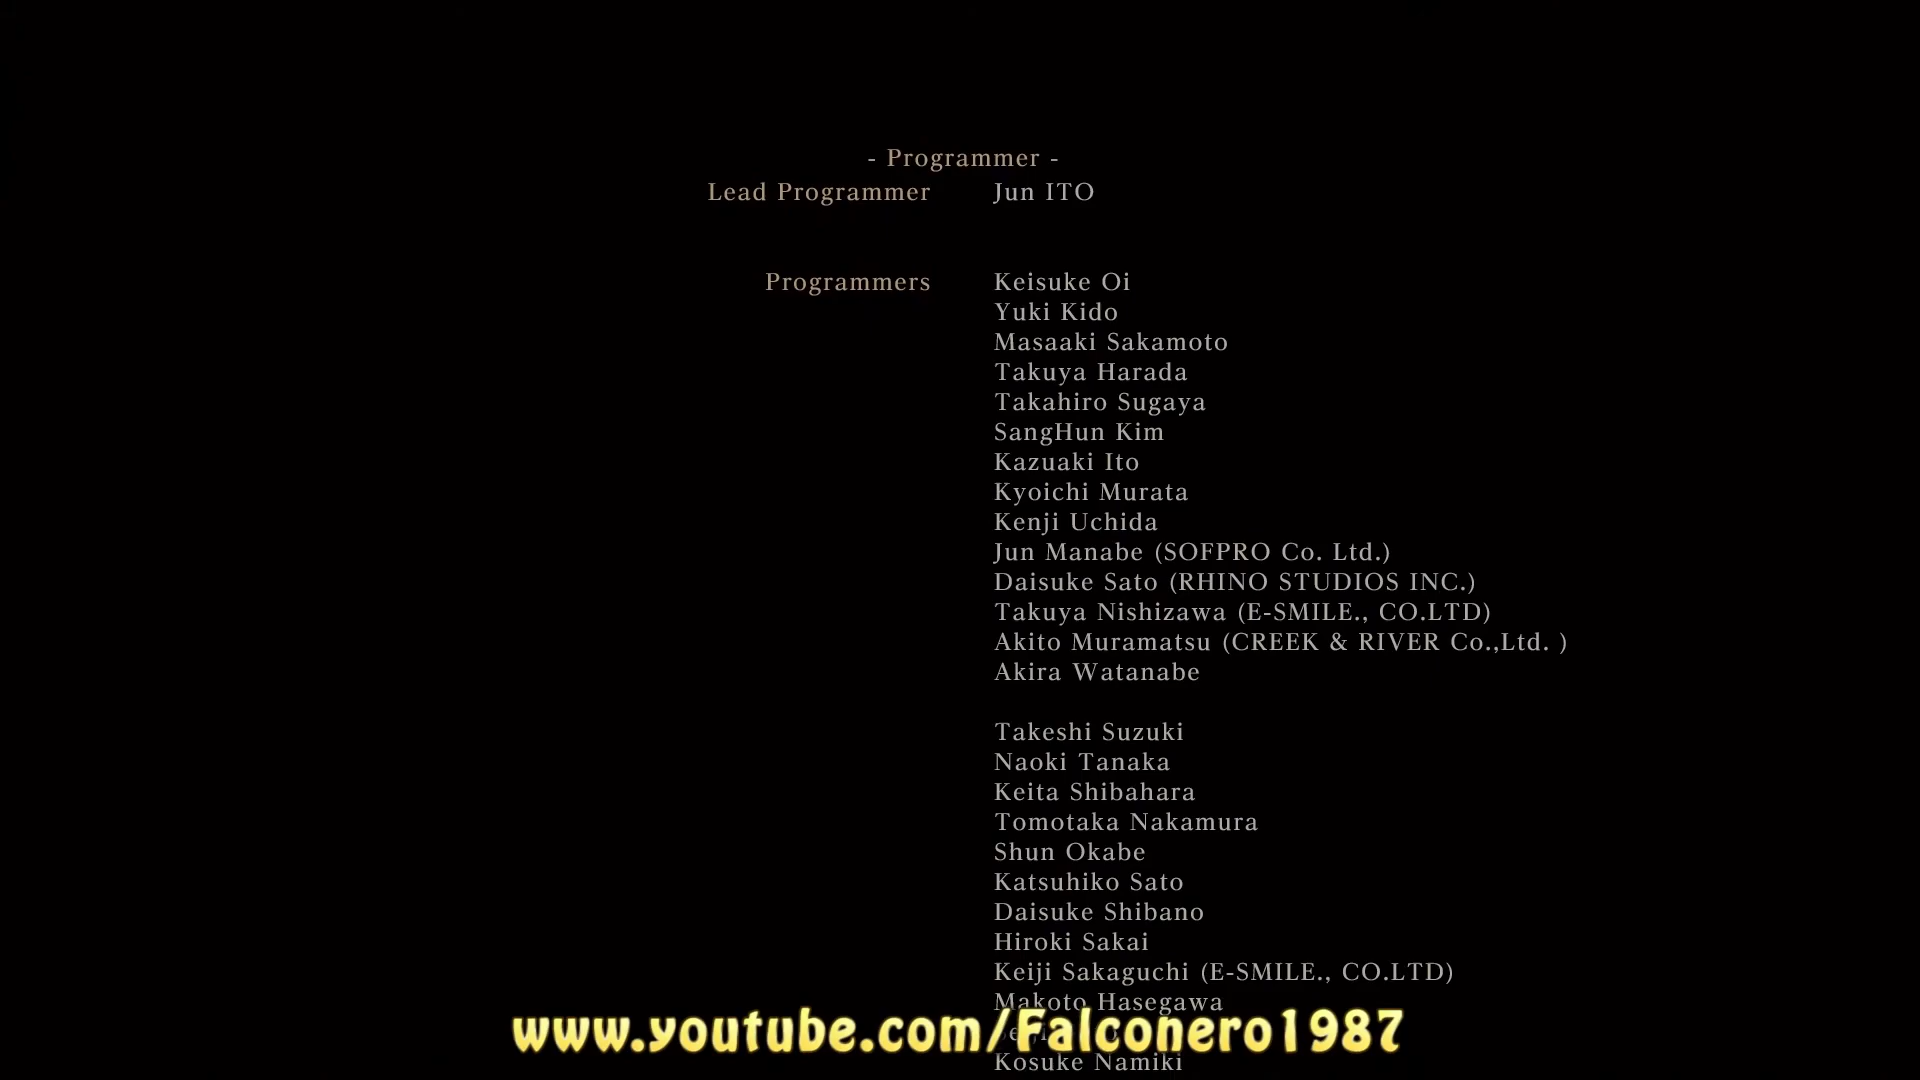 - Programmer -
Lead Programmer Jun ITO
Programmers Keisuke Oi
Yuki Kido
Masaaki Sakamoto
Takuya Harada
Takahiro Sugaya
SangHun Kim
Kazuaki Ito
Kyoichi Murata
Kenji Uchida
Jun Manabe (SOFPRO Co. Ltd.)
Daisuke Sato (RHINO STUDIOS INC.)
Takuya Nishizawa (E-SMILE., CO.LTD)
Akito Muramatsu (CREEK & RIVER Co.,Ltd. )
Akira Watanabe
Takeshi Suzuki
Naoki Tanaka
Keita Shibahara
Tomotaka Nakamura
Shun Okabe
Katsuhiko Sato
Daisuke Shibano
Hiroki Sakai
Keiji Sakaguchi (E-SMILE., CO.LTD)
Makoto Hasegawa
www.youtube.com/Falconero1987
Kosuke Namiki